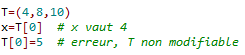 T=(4,8,10)
x=T[0]  # x vaut 4
T[0]=5  # erreur, T non modifiable